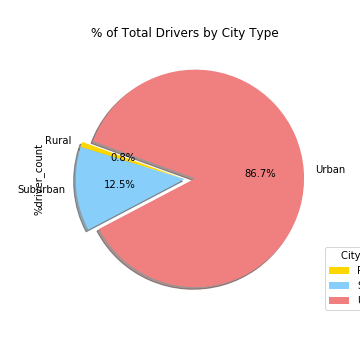 % of Total Drivers by City Type
Rural
0.8%
Urban
86.7%
Suburban
12.5%
%driver_count
City